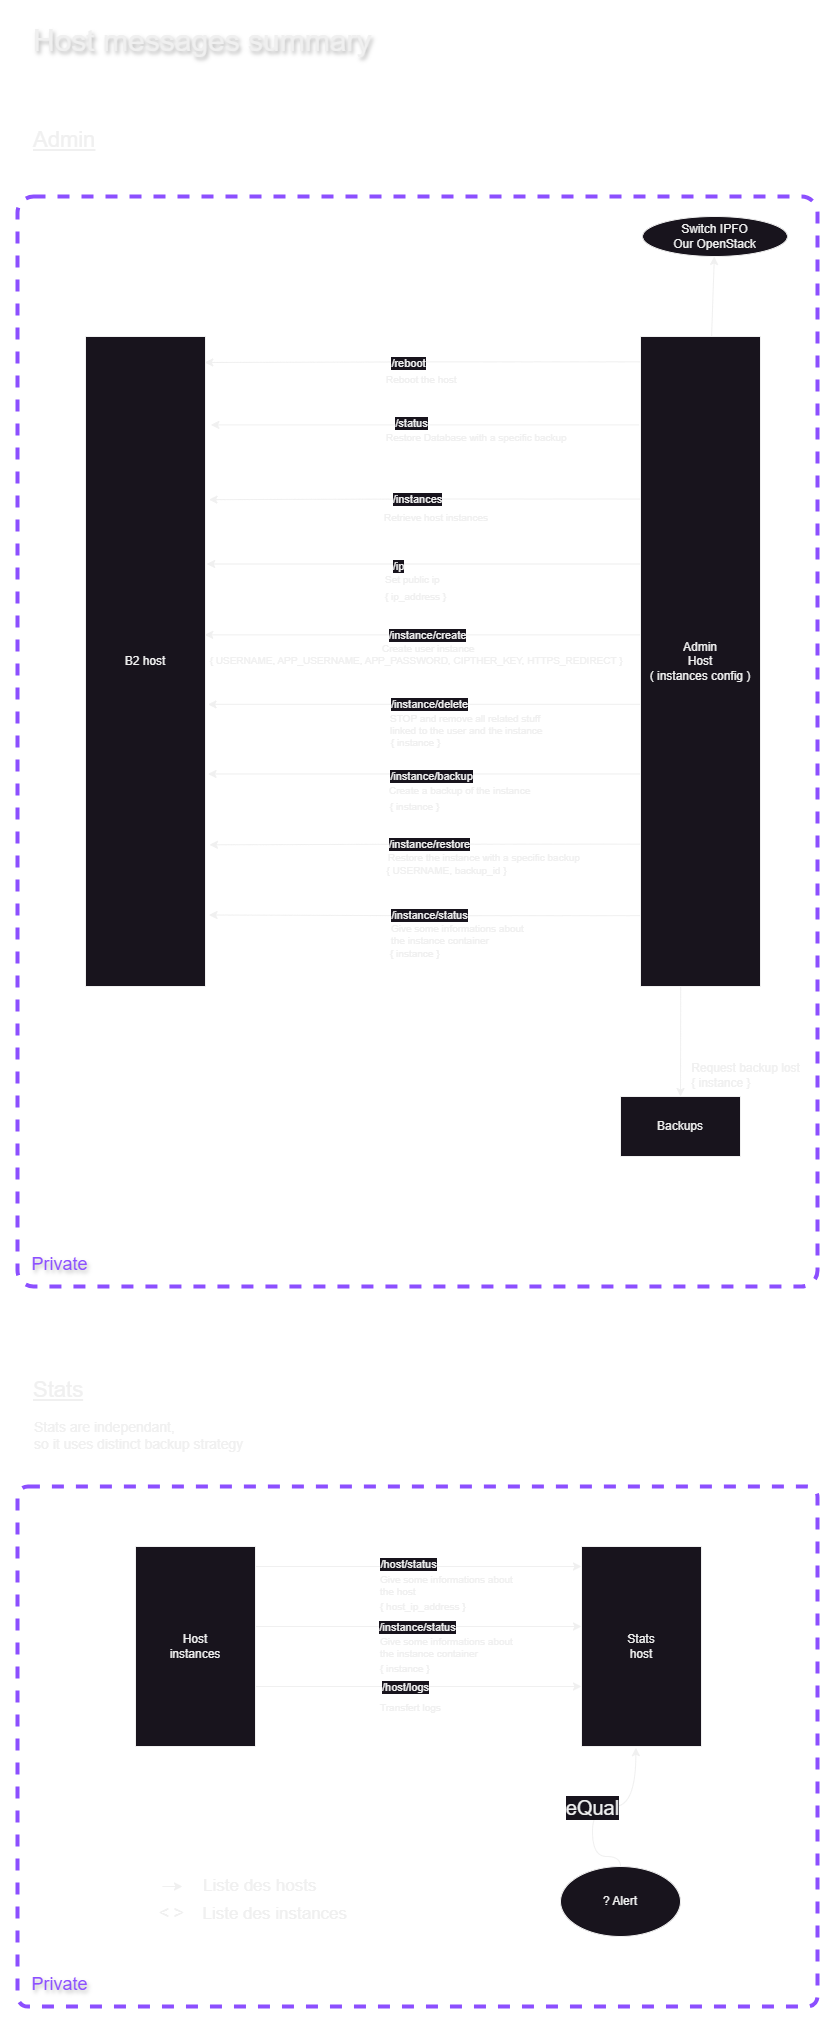 Host messages summary
Admin
Switch IPFO
Our OpenStack
/reboot
Reboot the host
/status
Restore Database with a specific backup
/instances
Retrieve host instances
/ip
Set public ip
{ ip_address }
/instance/create
Create user instance
{ USERNAME, APP_USERNAME, APP_PASSWORD, CIPTHER_KEY, HTTPS_REDIRECT }
B2 host
Admin
Host
( instances config )
/instance/delete
STOP and remove all related stuff
linked to the user and the instance
{ instance }
/instance/backup
Create a backup of the instance
{ instance }
/instance/restore
Restore the instance with a specific backup
{ USERNAME, backup_id }
/instance/status
Give some informations about
the instance container
{ instance }
Request backup lost
{ instance }
Backups
Private
Stats
Stats are independant,
so it uses distinct backup strategy
/host/status
Give some informations about
the host
{ host_ip_address }
/instance/status
Give some informations about
the instance container
{ instance }
Host
instances
Stats
host
/host/logs
Transfert logs
eQual
? Alert
Liste des hosts
< > Liste des instances
Private